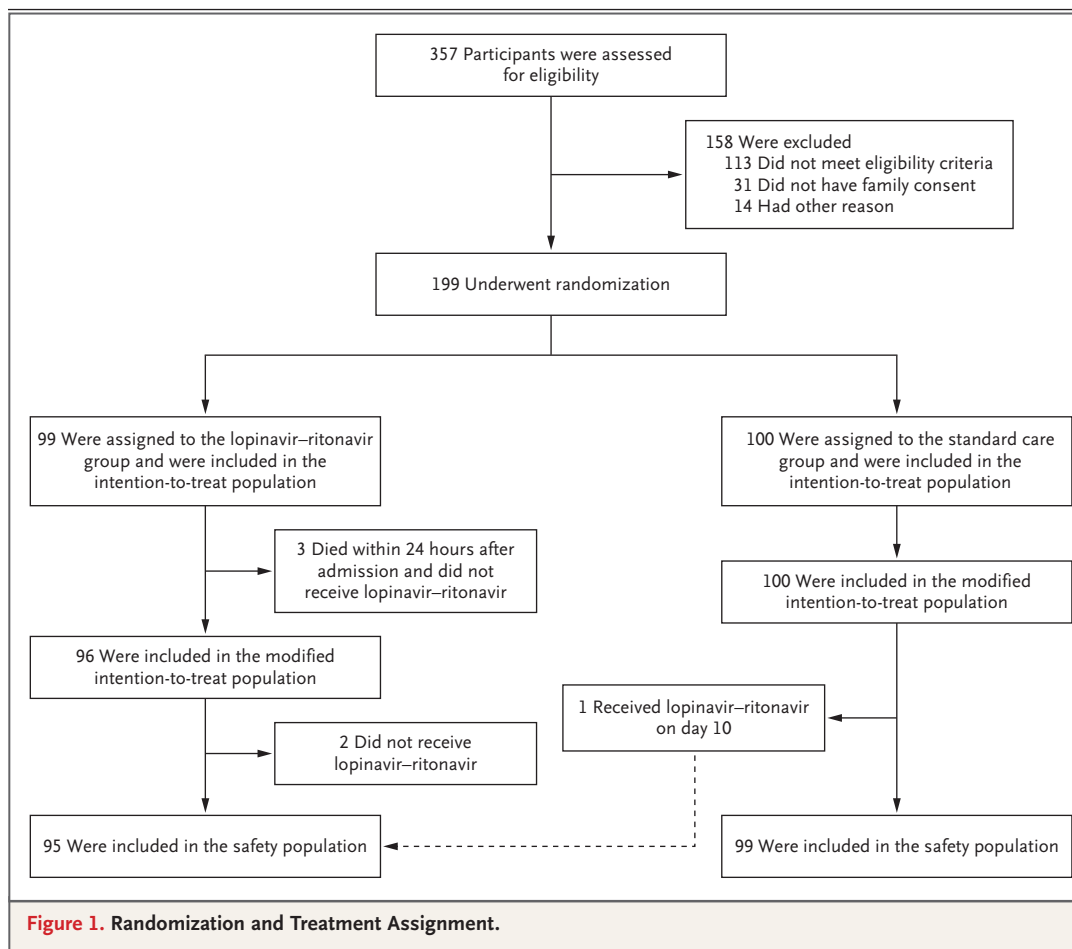 357 Participants were assessed
for eligibility
158 Were excluded
113 Did not meet eligibility criteria
31 Did not have family consent
14 Had other reason
199 Underwent randomization
99 Were assigned to the lopinavir–ritonavir
group and were included in the
intention-to-treat population
100 Were assigned to the standard care
group and were included in the
intention-to-treat population
3 Died within 24 hours after
admission and did not
receive lopinavir–ritonavir
100 Were included in the modified
intention-to-treat population
96 Were included in the modified
intention-to-treat population
1 Received lopinavir–ritonavir
on day 10
2 Did not receive
lopinavir–ritonavir
95 Were included in the safety population
99 Were included in the safety population
Figure 1. Randomization and Treatment Assignment.